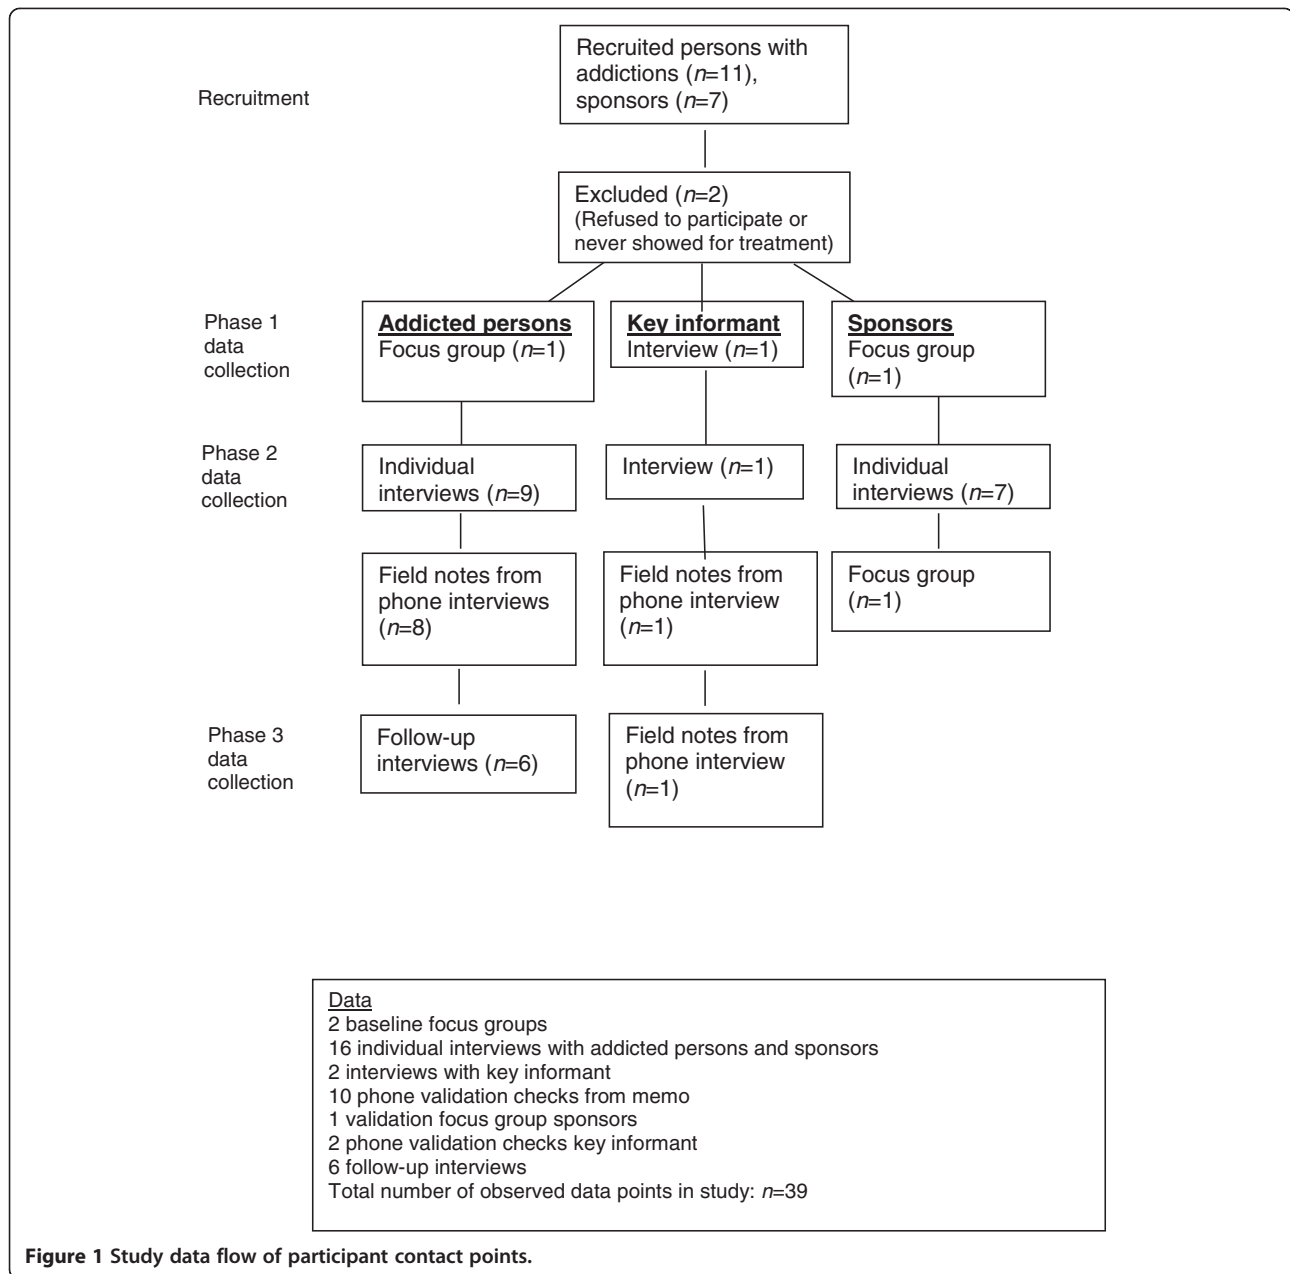 Recruitment
Recruited persons with
addictions (n=11),
sponsors (n=7)
Excluded (n=2)
(Refused to participate or
never showed for treatment)
Phase 1
data
collection
Addicted persons
Focus group (n=1)
Key informant
Interview (n=1)
Sponsors
Focus group
(n=1)
Phase 2
data
collection
Individual
interviews (n=9)
Interview (n=1)
Individual
interviews (n=7)
Field notes from
phone interviews
(n=8)
Field notes from
phone interview
(n=1)
Focus group
(n=1)
Phase 3
data
collection
Follow-up
interviews (n=6)
Field notes from
phone interview
(n=1)
Data
2 baseline focus groups
16 individual interviews with addicted persons and sponsors
2 interviews with key informant
10 phone validation checks from memo
1 validation focus group sponsors
2 phone validation checks key informant
6 follow-up interviews
Total number of observed data points in study: n=39
Figure 1 Study data flow of participant contact points.